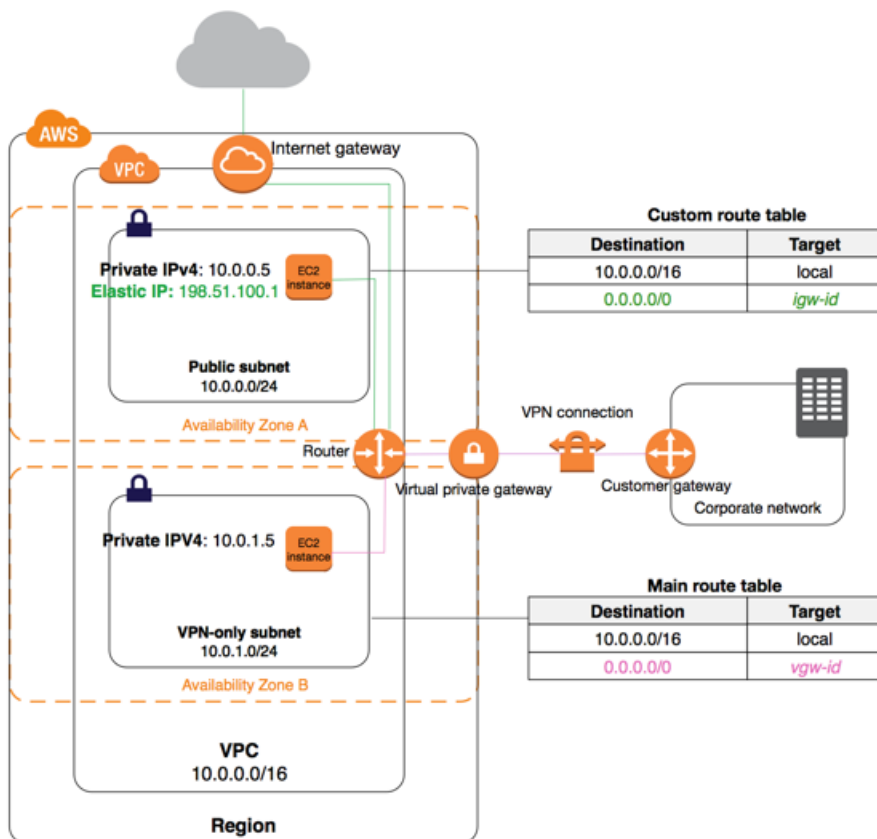 AWS
Internet gateway
VPC
Private IPv4: 10.0.0.5
EC2
instance
Elastic IP: 198.51.100.1
Public subnet
10.0.0.0/24
Availability Zone A
Custom route table
Destination Target
10.0.0.0/16 local
0.0.0.0/0 igw-id
VPN connection
Router
Virtual private gateway
Customer gateway
Corporate network
Private IPV4: 10.0.1.5
EC2
instance
VPN-only subnet
10.0.1.0/24
Availability Zone B
Main route table
Destination Target
10.0.0.0/16 local
0.0.0.0/0 vgw-id
VPC
10.0.0.0/16
Region